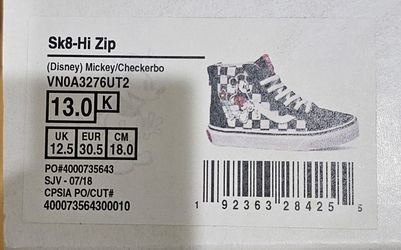 Sk8-Hi Zip
(Disney) Mickey/Checkerbo
VN0A3276UT2
13.0 K
UK EUR CM
12.5 30.5 18.0
PO#4000735643
SJV - 07/18
CPSIA PO/CUT#
400073564300010
1 92363 28425 5